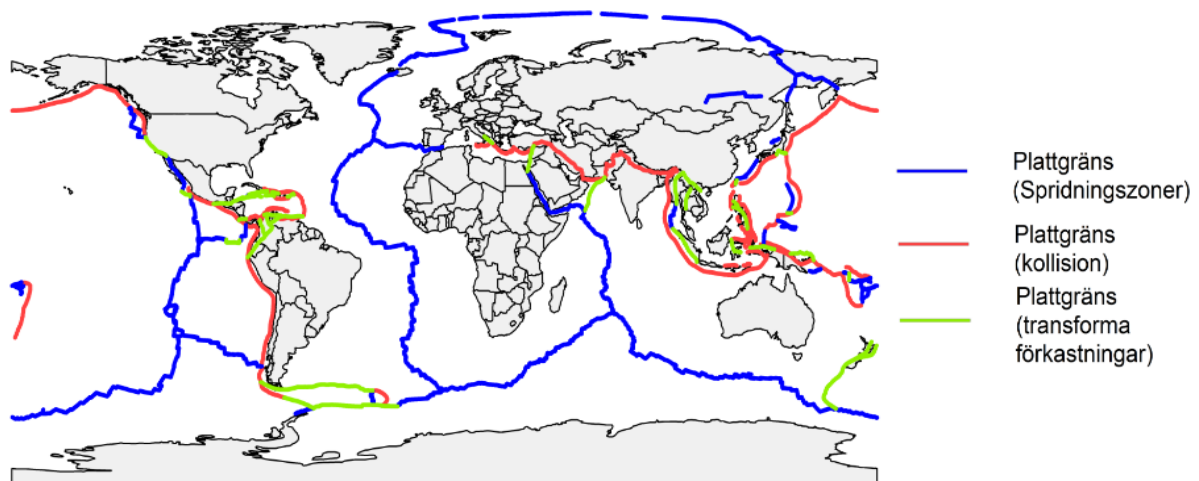 Plattgräns
(Spridningszoner)
Plattgräns
(kollision)
Plattgräns
(transforma
förkastningar)